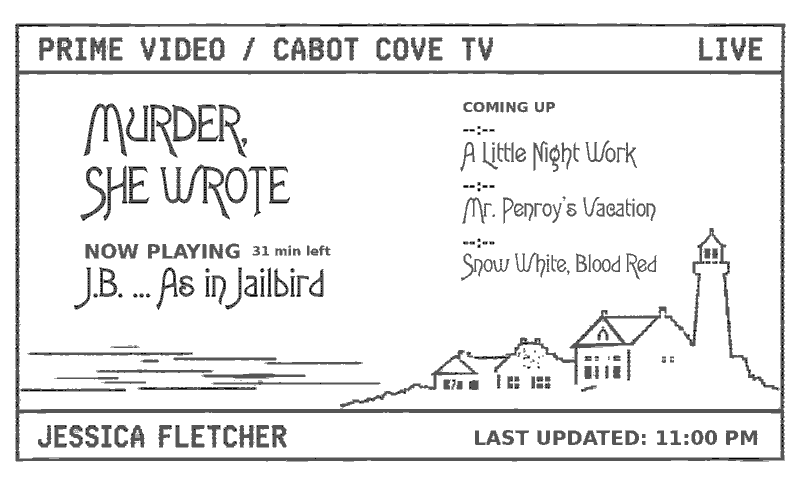 PRIME VIDEO / CABOT COVE TV
LIVE
MURDER,
SHE WROTE
NOW PLAYING 31 min left
J.B. ... As in Jailbird
COMING UP
--:--
A Little Night Work
--:--
Mr. Penroy's Vacation
--:--
Snow White, Blood Red
JESSICA FLETCHER
LAST UPDATED: 11:00 PM